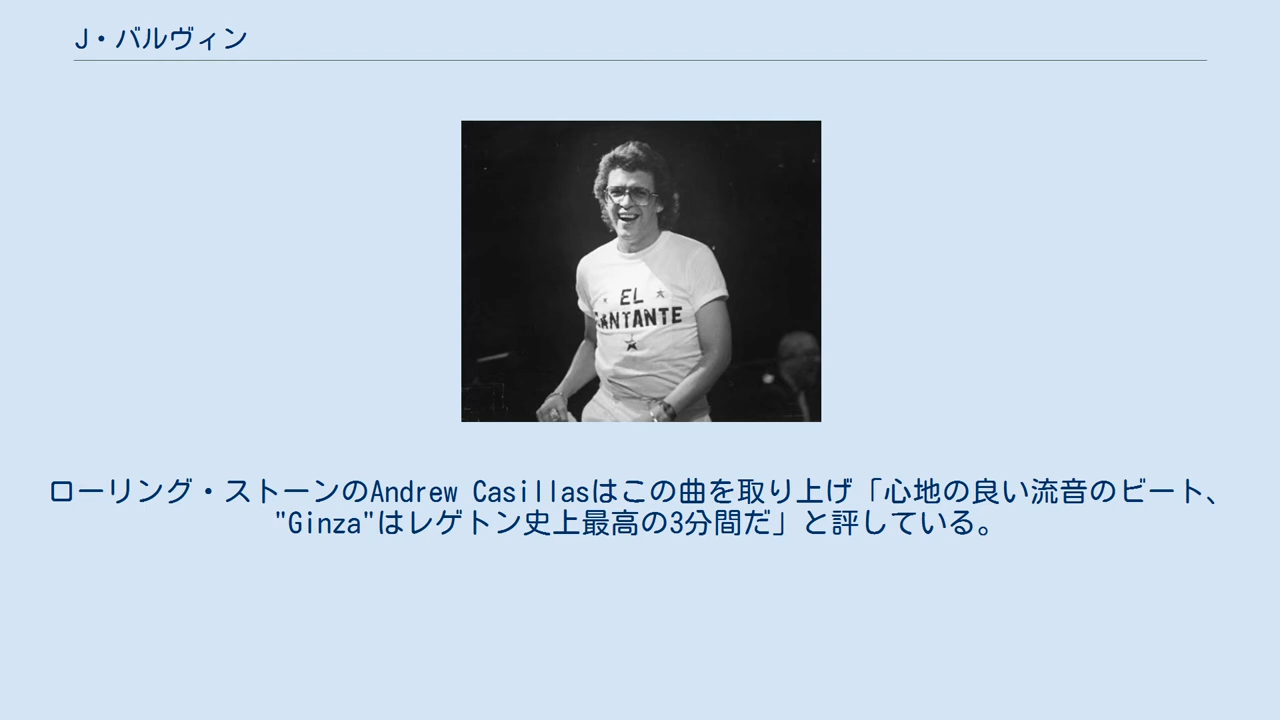 J・バルヴィン
EL
CANTANTE
ローリング・ストーンのAndrew Casillasはこの曲を取り上げ「心地の良い流音のビート、
"Ginza"はレゲトン史上最高の3分間だ」と評している。